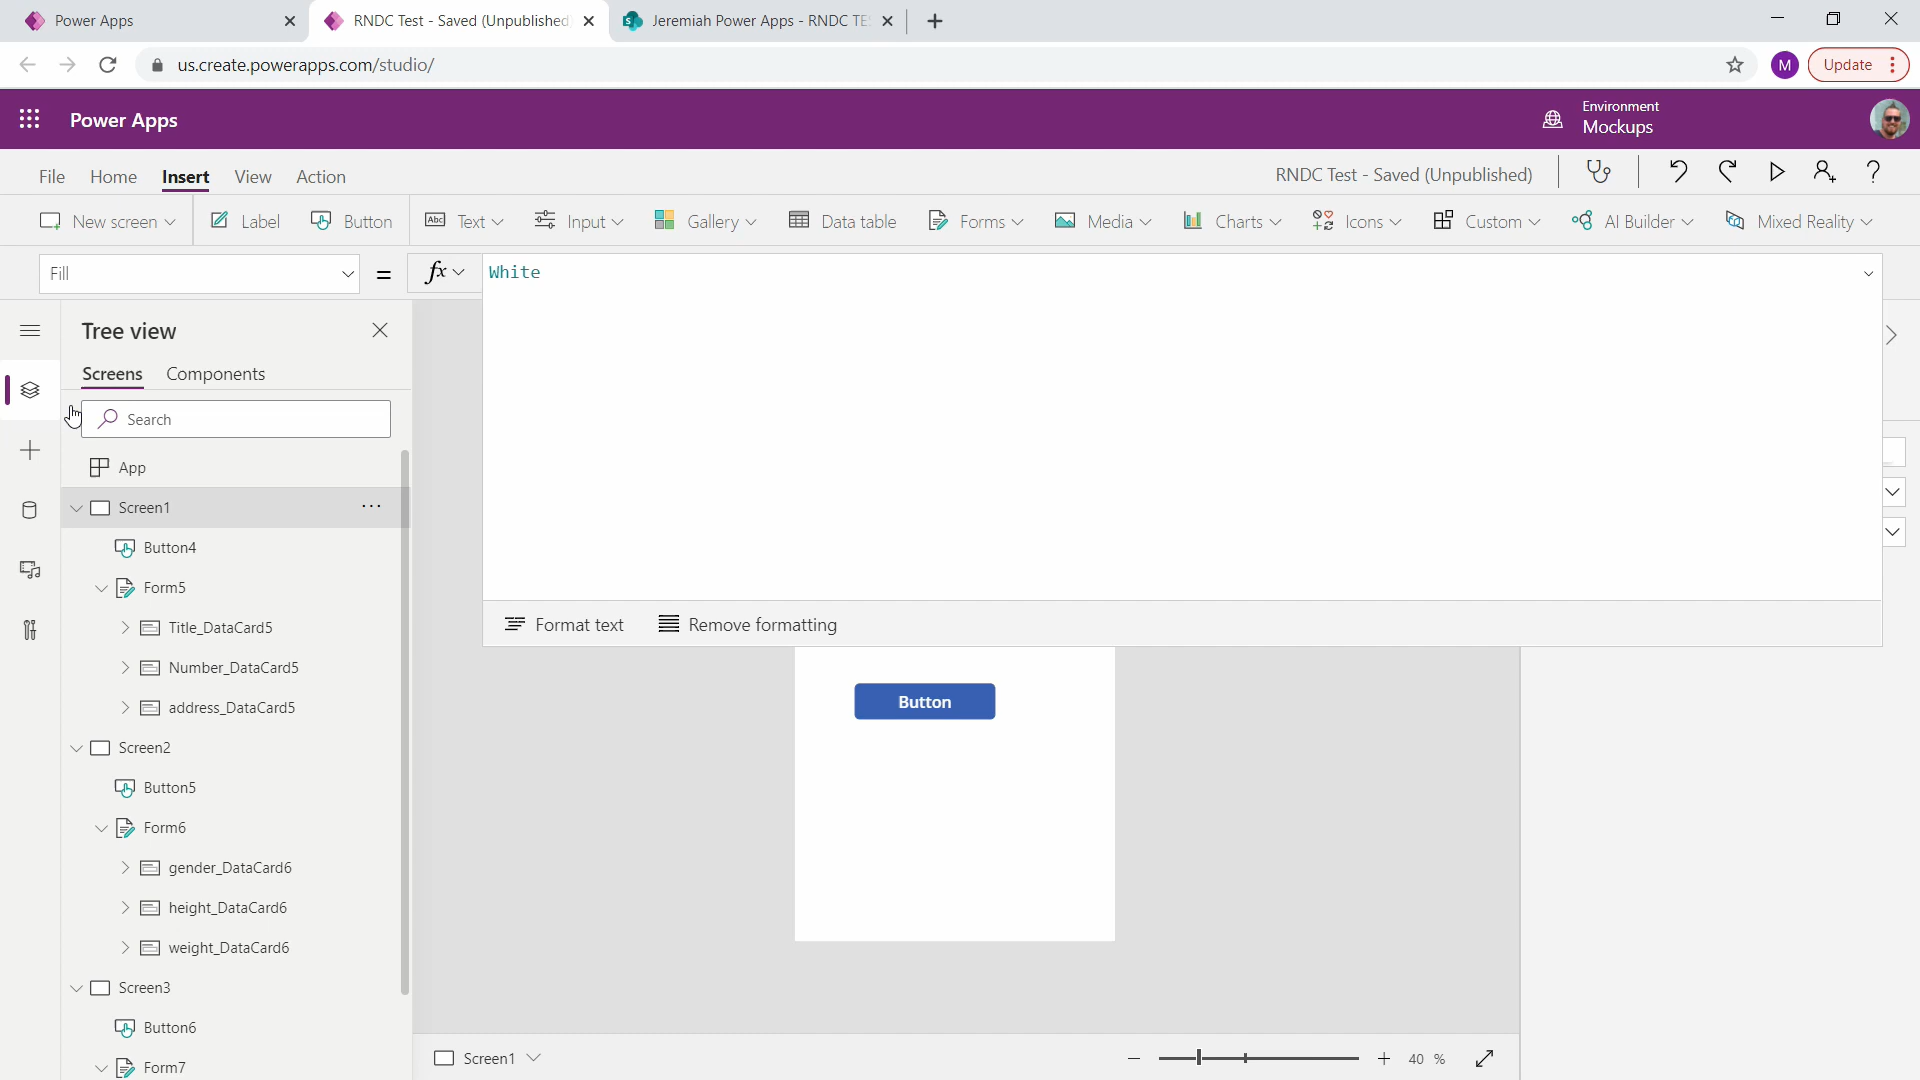 Power Apps
RNDC Test - Saved (Unpublished
Jeremiah Power Apps - RNDC TE
us.create.powerapps.com/studio/
M
Update
Power Apps
Environment
Mockups
File
Home
Insert
View
Action
RNDC Test - Saved (Unpublished)
New screen
Label
Button
Abc
Text
Input
Gallery
Data table
Forms
Media
Charts
Icons
Custom
AI Builder
Mixed Reality
Fill
=
fx
White
Tree view
Screens
Components
Search
App
Screen1
Button4
Form5
Title_DataCard5
Number_DataCard5
address_DataCard5
Screen2
Button5
Form6
gender_DataCard6
height_DataCard6
weight_DataCard6
Screen3
Button6
Form7
Format text
Remove formatting
Button
Screen1
40 %